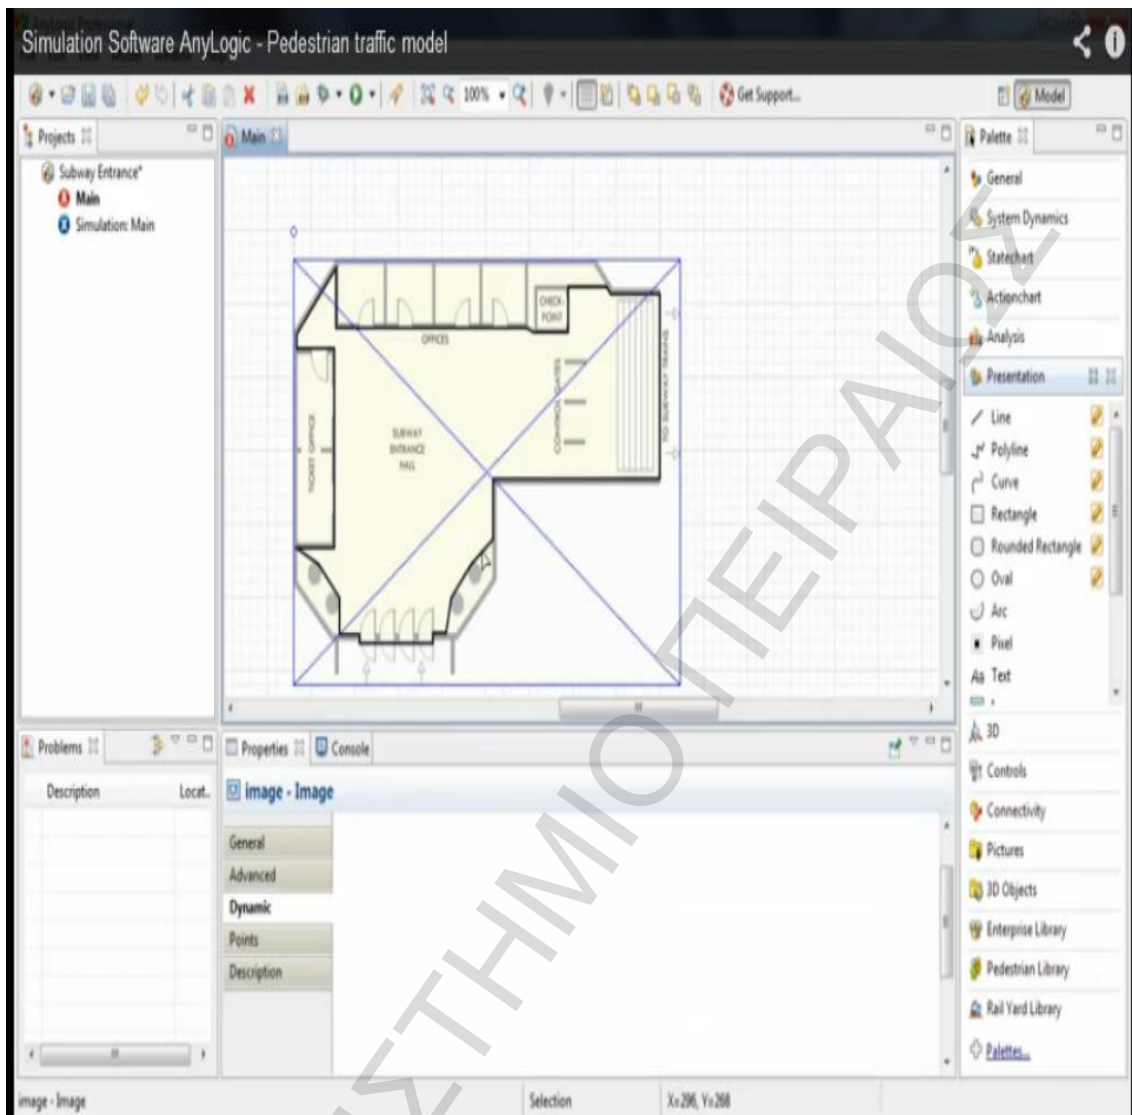 Simulation Software AnyLogic - Pedestrian traffic model
100%
Get Support...
Model
Projects
Subway Entrance*
Main
Simulation: Main
Main
CHECK-
POINT
OFFICES
TICKET OFFICE
SUBWAY
ENTRANCE
HALL
CONTROL GATES
TO SUBWAY TRAINS
Palette
General
System Dynamics
Statechart
Actionchart
Analysis
Presentation
Line
Polyline
Curve
Rectangle
Rounded Rectangle
Oval
Arc
Pixel
Aa Text
3D
Controls
Connectivity
Pictures
3D Objects
Enterprise Library
Pedestrian Library
Rail Yard Library
Palettes...
Problems
Description Locat..
Properties Console
image - Image
General
Advanced
Dynamic
Points
Description
image - Image Selection X=296, Y=268
ΣΤΗΜΙΟ ΠΕΙΡΑΙΩΣ